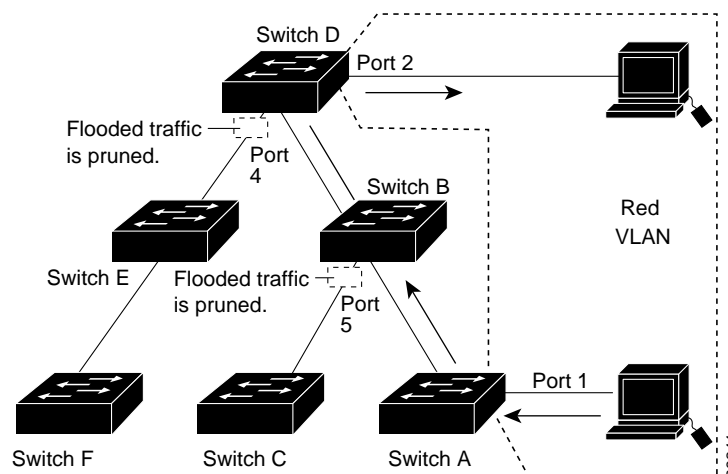 Switch D
Port 2
Flooded traffic
is pruned.
Port
4
Switch B
Red
VLAN
Switch E
Flooded traffic
is pruned.
Port
5
Port 1
Switch F
Switch C
Switch A